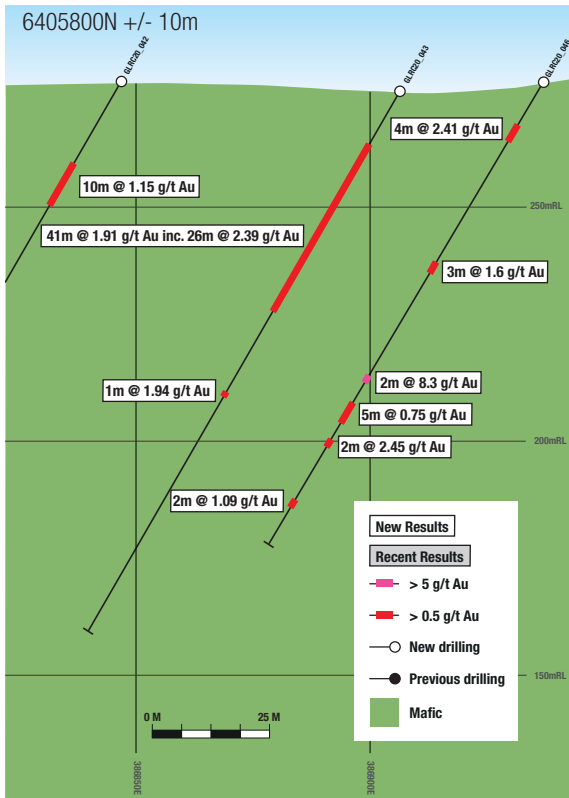 6405800N +/- 10m
GLRC20_042
GLRC20_043
GLRC20_046
4m @ 2.41 g/t Au
10m @ 1.15 g/t Au
250mRL
41m @ 1.91 g/t Au inc. 26m @ 2.39 g/t Au
3m @ 1.6 g/t Au
2m @ 8.3 g/t Au
1m @ 1.94 g/t Au
5m @ 0.75 g/t Au
200mRL
2m @ 2.45 g/t Au
2m @ 1.09 g/t Au
New Results
Recent Results
> 5 g/t Au
> 0.5 g/t Au
New drilling
Previous drilling
Mafic
150mRL
0 M
25 M
386850E
386900E